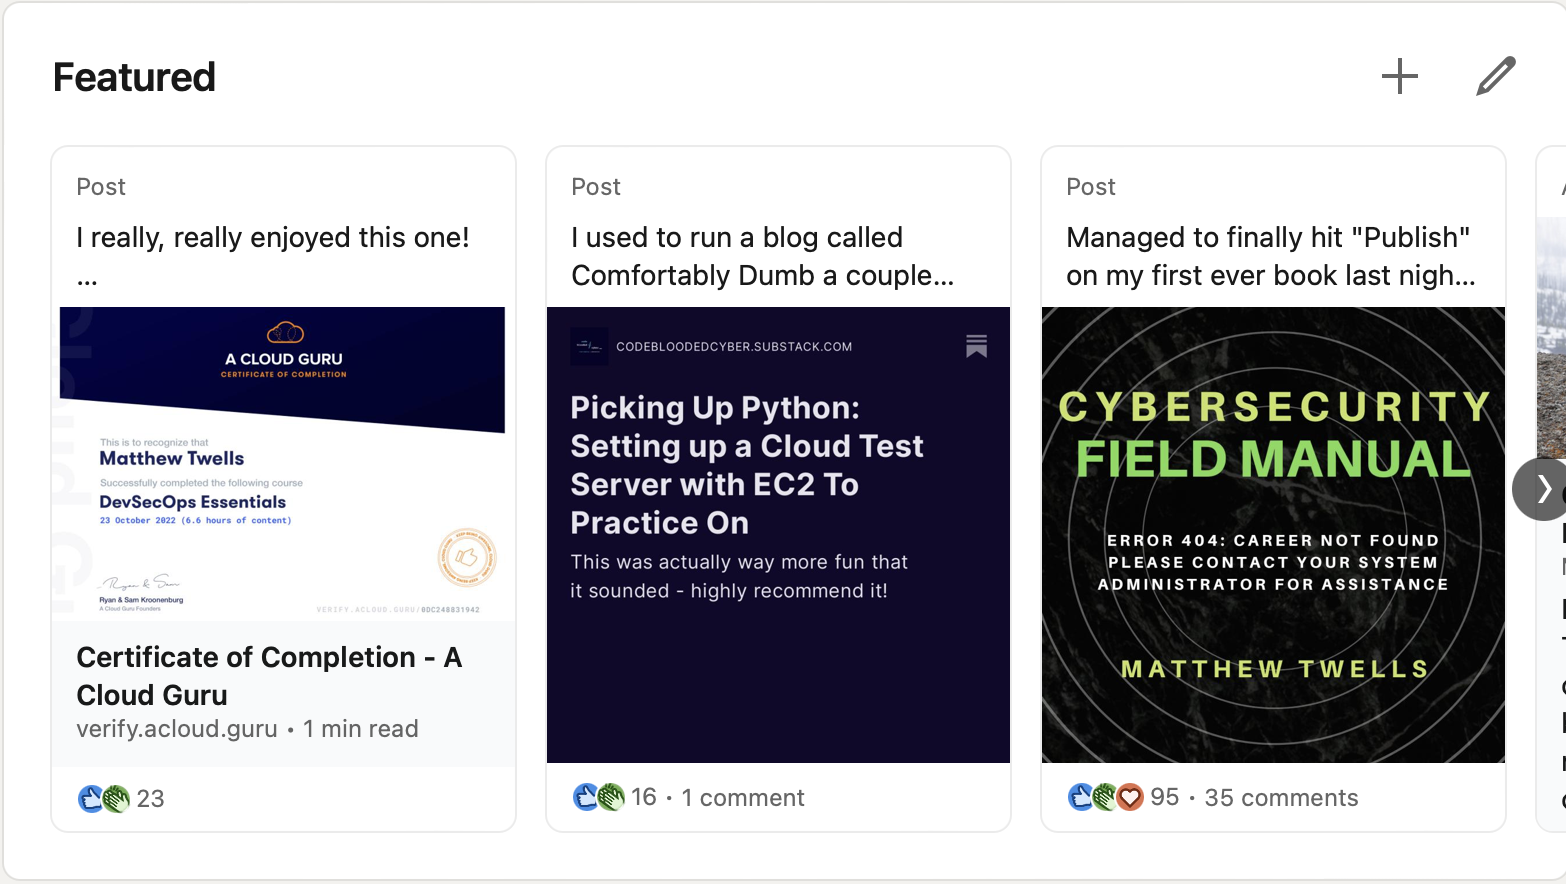 Featured
Post
I really, really enjoyed this one!
...
A CLOUD GURU
CERTIFICATE OF COMPLETION
This is to recognize that
Matthew Twells
Successfully completed the following course
DevSecOps Essentials
23 October 2022 (6.6 hours of content)
Ryan & Sam
Ryan & Sam Kroonenburg
A Cloud Guru Founders
VERIFY.ACLOUD.GURU/8DC248831942
Certificate of Completion - A
Cloud Guru
verify.acloud.guru • 1 min read
23
Post
I used to run a blog called
Comfortably Dumb a couple...
CODEBLOODEDCYBER.SUBSTACK.COM
Picking Up Python:
Setting up a Cloud Test
Server with EC2 To
Practice On
This was actually way more fun that
it sounded - highly recommend it!
16 • 1 comment
Post
Managed to finally hit "Publish"
on my first ever book last nigh...
CYBERSECURITY
FIELD MANUAL
ERROR 404: CAREER NOT FOUND
PLEASE CONTACT YOUR SYSTEM
ADMINISTRATOR FOR ASSISTANCE
MATTHEW TWELLS
95 • 35 comments